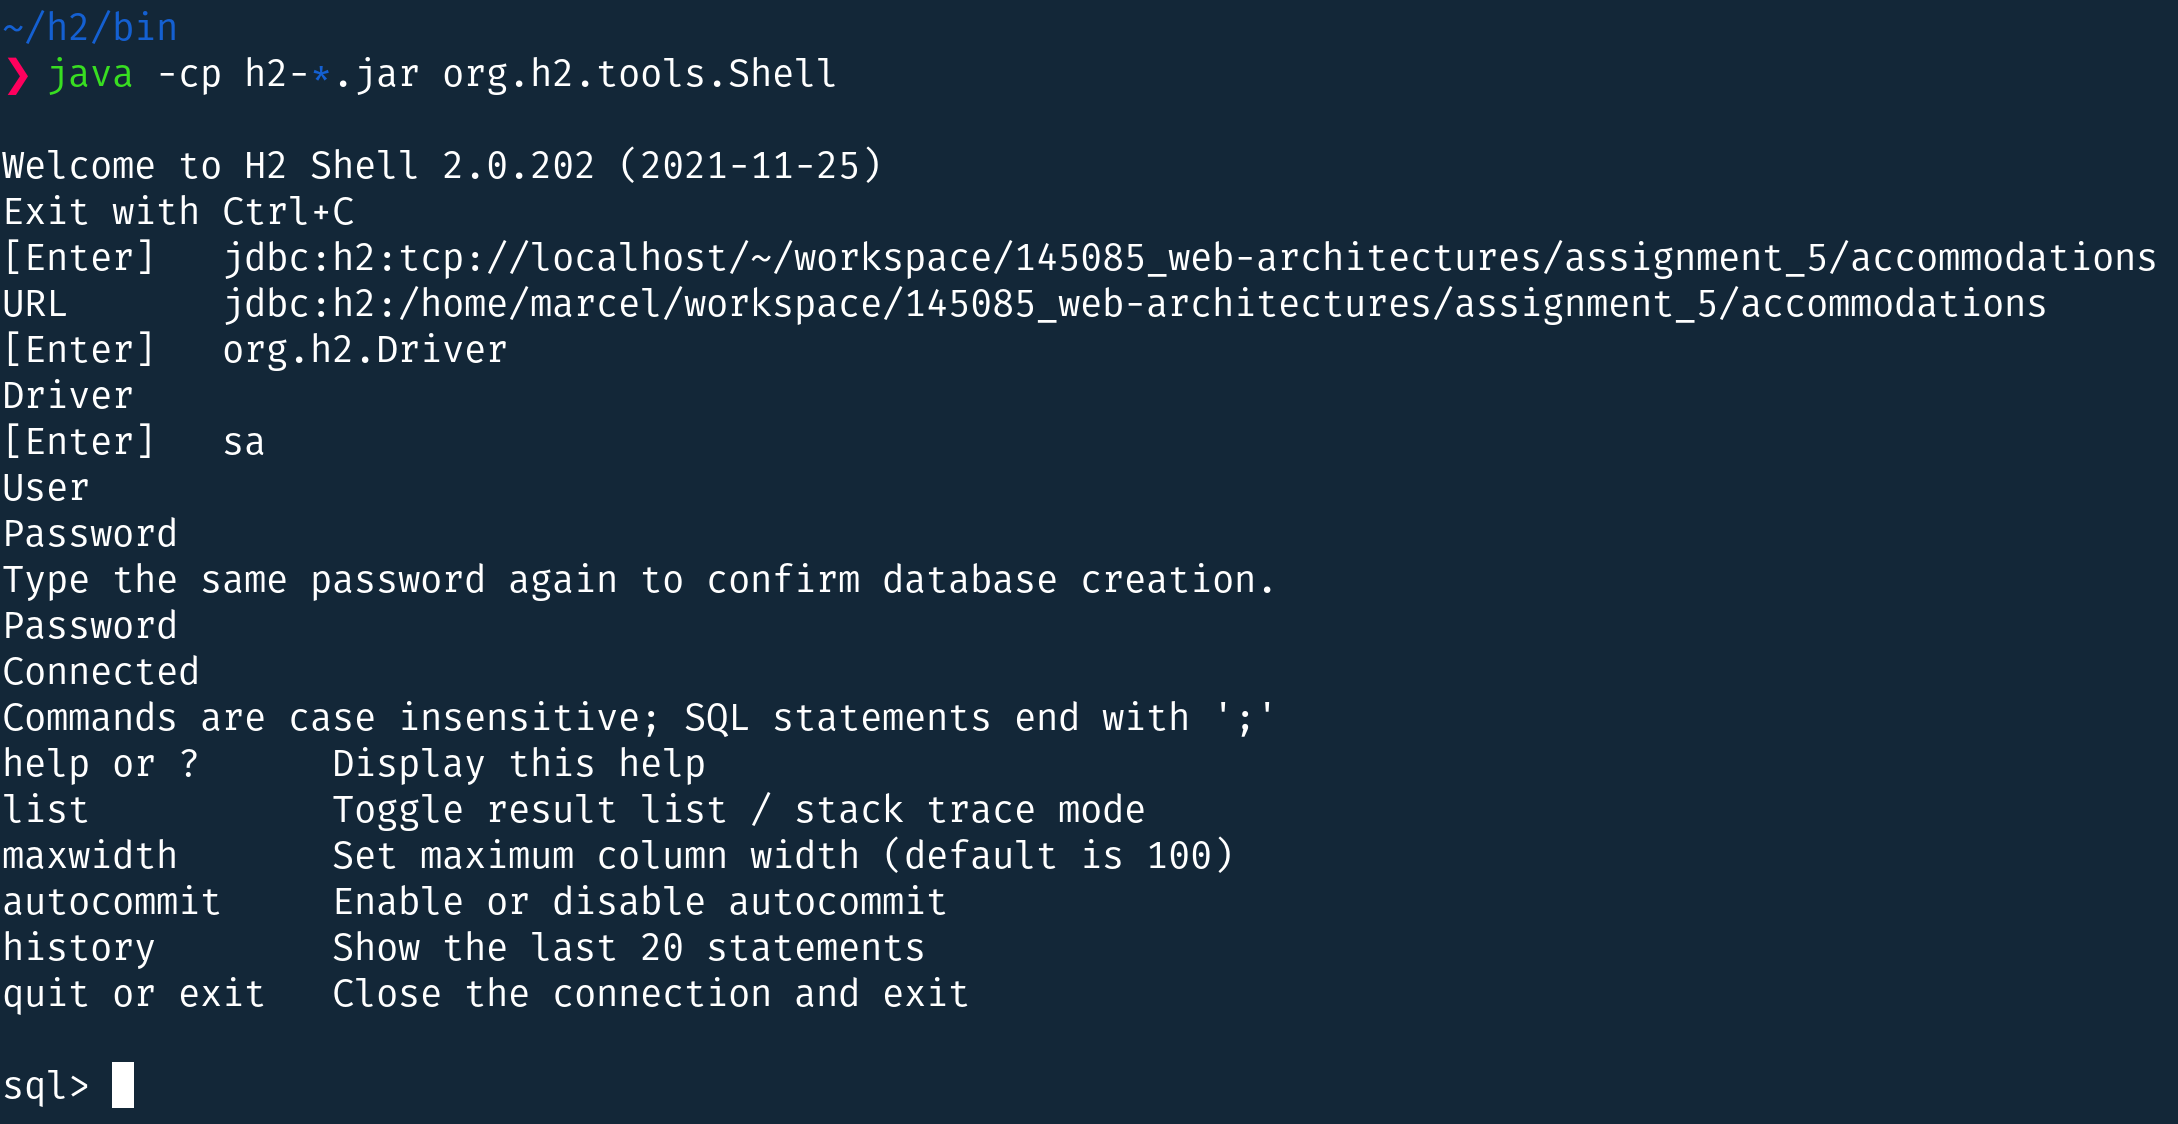 ~/h2/bin
❯ java -cp h2-*.jar org.h2.tools.Shell
Welcome to H2 Shell 2.0.202 (2021-11-25)
Exit with Ctrl+C
[Enter]   jdbc:h2:tcp://localhost/~/workspace/145085_web-architectures/assignment_5/accommodations
URL       jdbc:h2:/home/marcel/workspace/145085_web-architectures/assignment_5/accommodations
[Enter]   org.h2.Driver
Driver
[Enter]   sa
User
Password
Type the same password again to confirm database creation.
Password
Connected
Commands are case insensitive; SQL statements end with ';'
help or ?      Display this help
list           Toggle result list / stack trace mode
maxwidth       Set maximum column width (default is 100)
autocommit     Enable or disable autocommit
history        Show the last 20 statements
quit or exit   Close the connection and exit
sql>